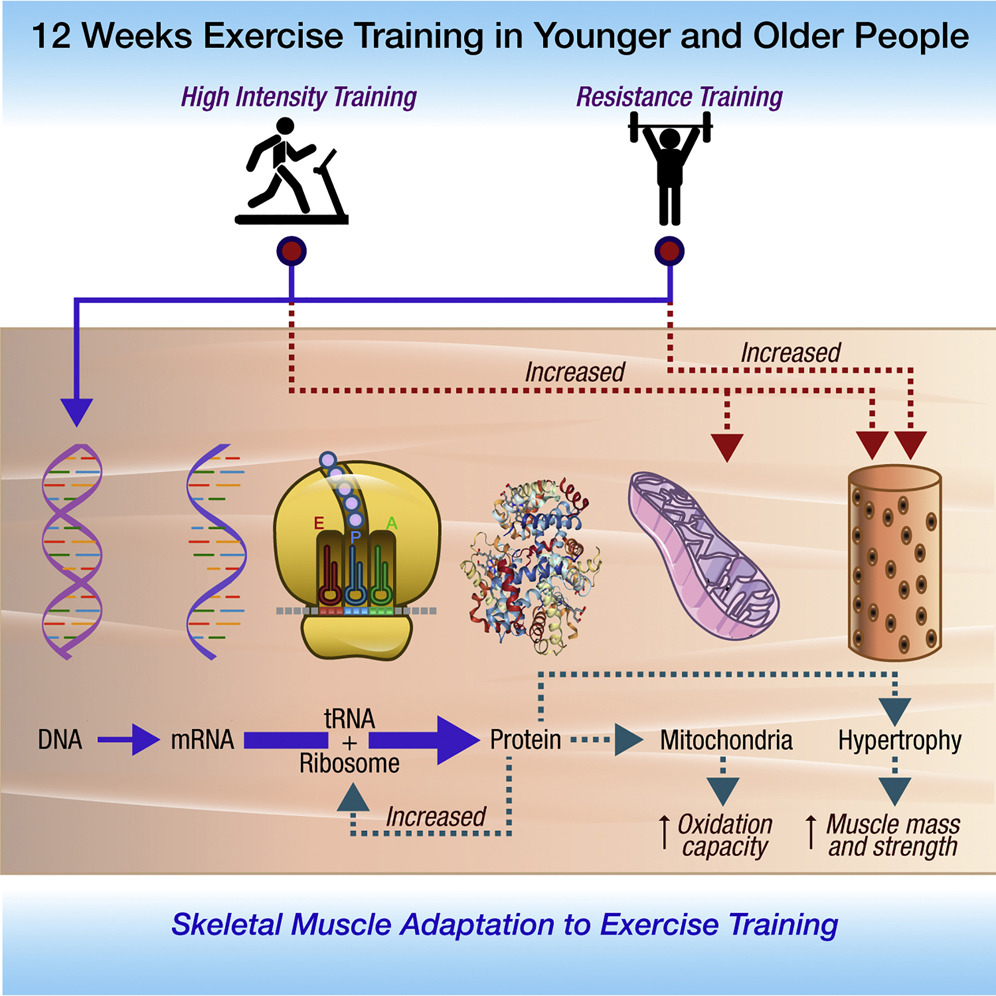 12 Weeks Exercise Training in Younger and Older People
High Intensity Training
Resistance Training
Increased
Increased
E
P
A
DNA
mRNA
tRNA
+
Ribosome
Protein
Mitochondria
Hypertrophy
Increased
↑ Oxidation
capacity
↑ Muscle mass
and strength
Skeletal Muscle Adaptation to Exercise Training